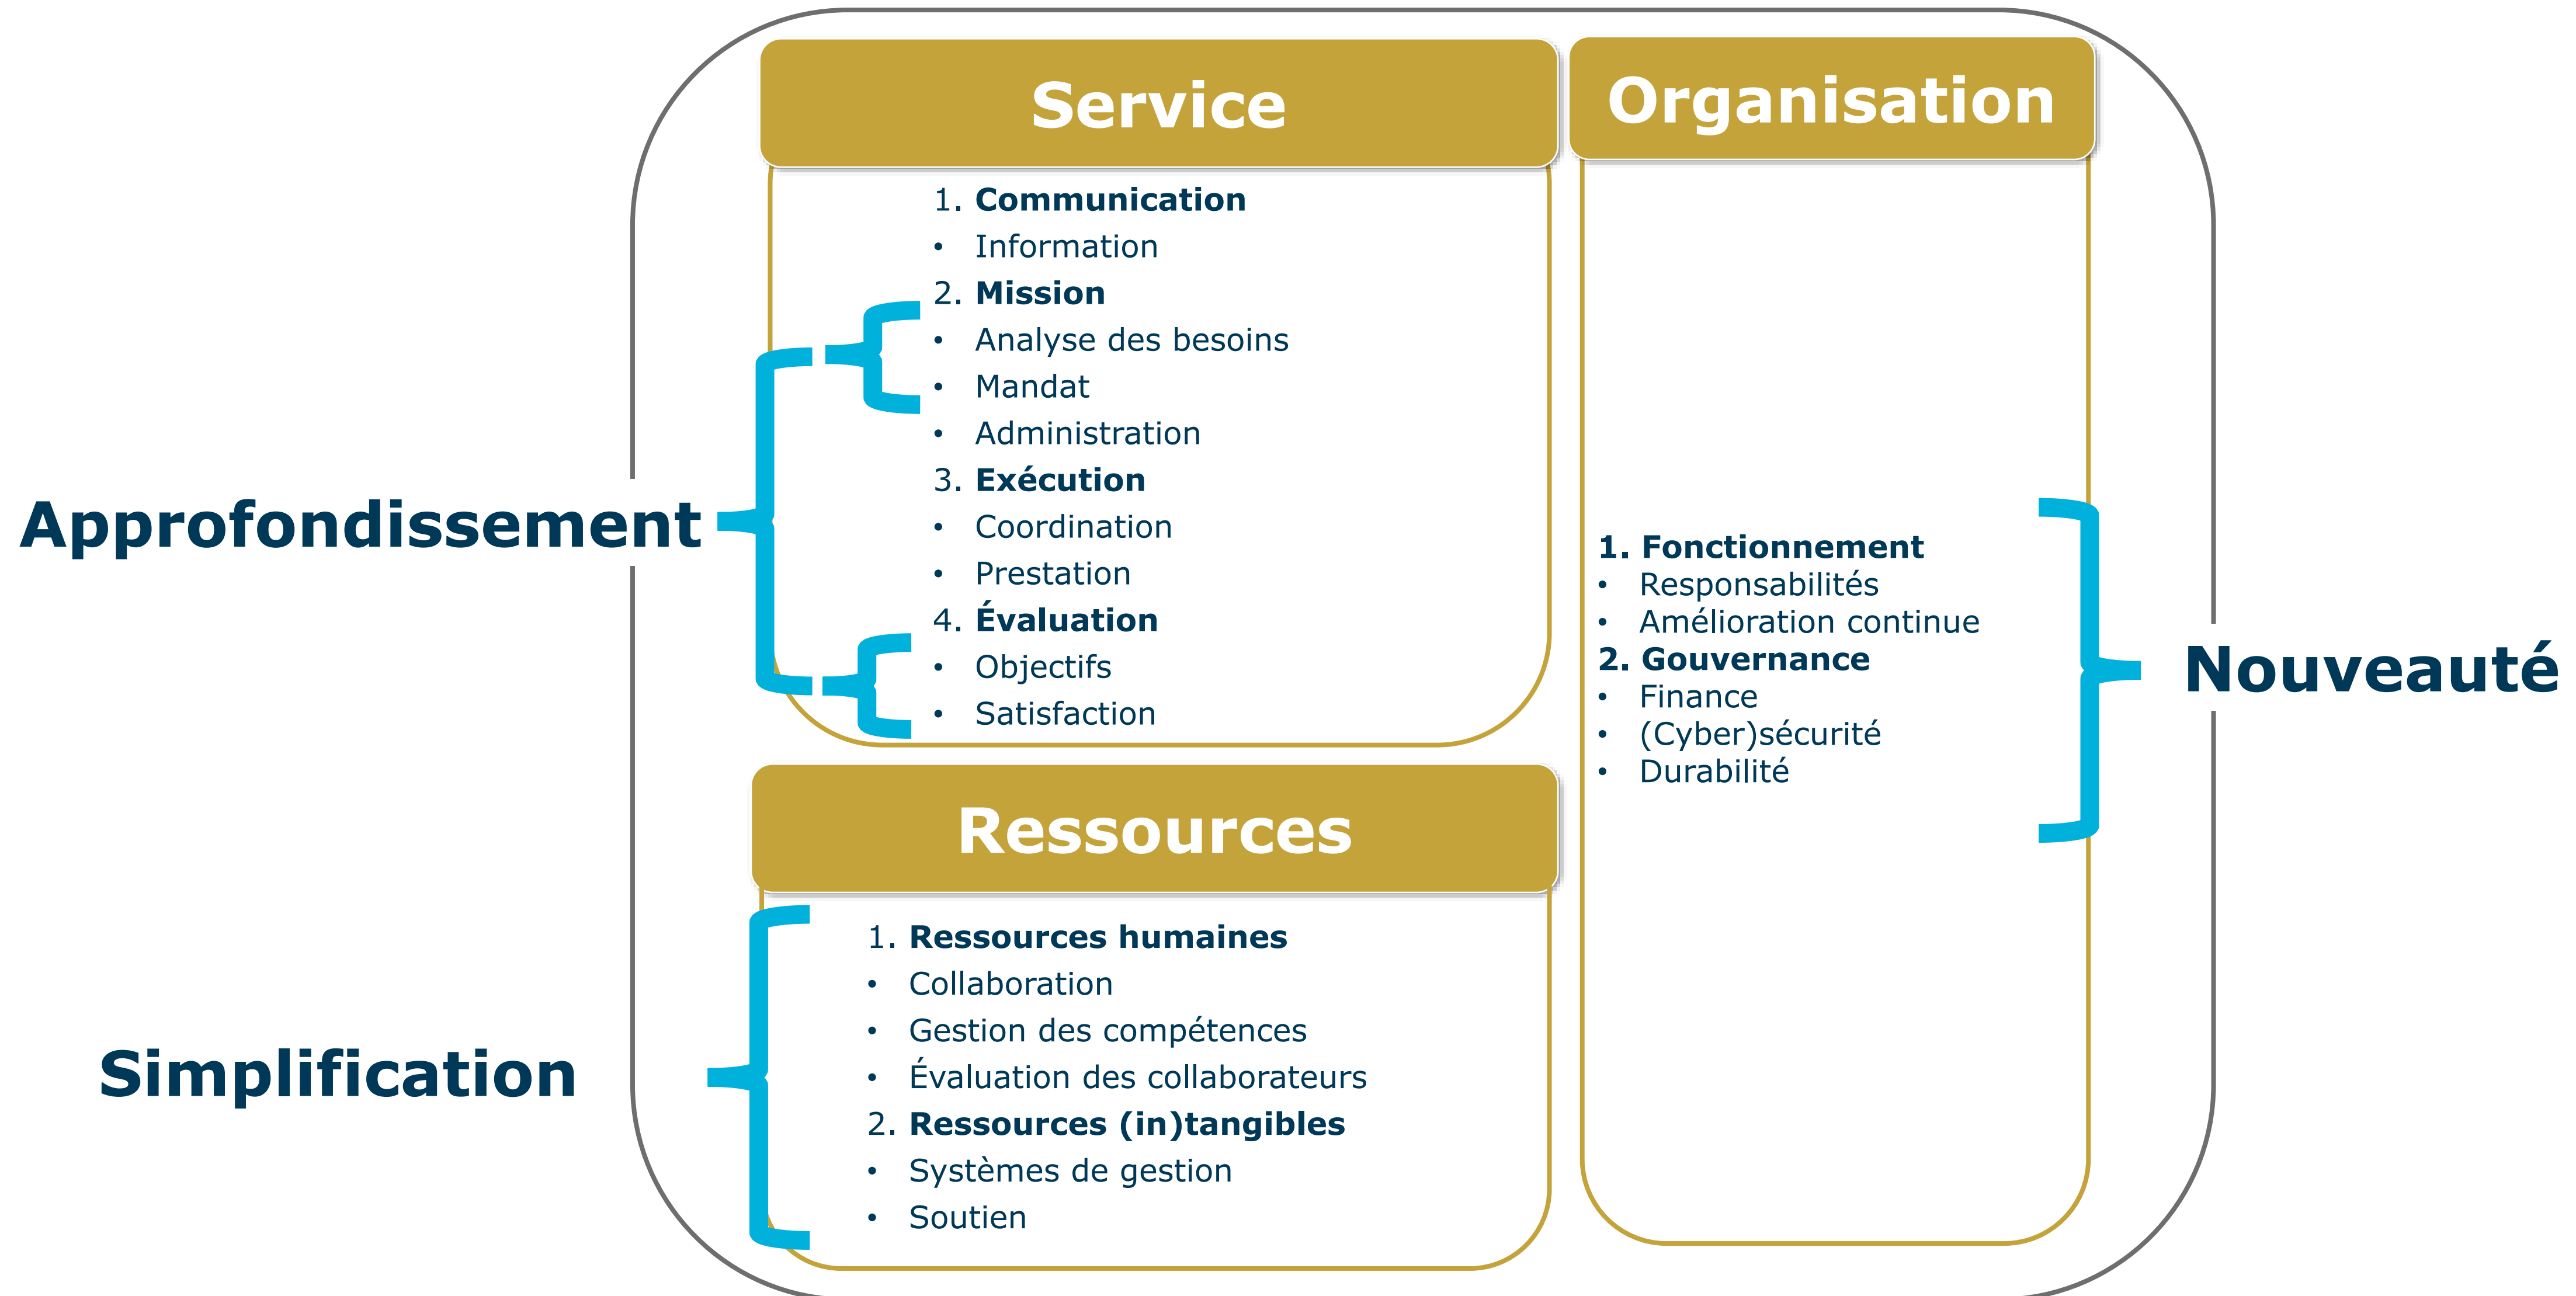 Service
1. Communication
• Information
2. Mission
• Analyse des besoins
• Mandat
• Administration
3. Exécution
• Coordination
• Prestation
4. Évaluation
• Objectifs
• Satisfaction
Approfondissement
Ressources
1. Ressources humaines
• Collaboration
• Gestion des compétences
• Évaluation des collaborateurs
2. Ressources (in)tangibles
• Systèmes de gestion
• Soutien
Simplification
Organisation
1. Fonctionnement
• Responsabilités
• Amélioration continue
2. Gouvernance
• Finance
• (Cyber)sécurité
• Durabilité
Nouveauté